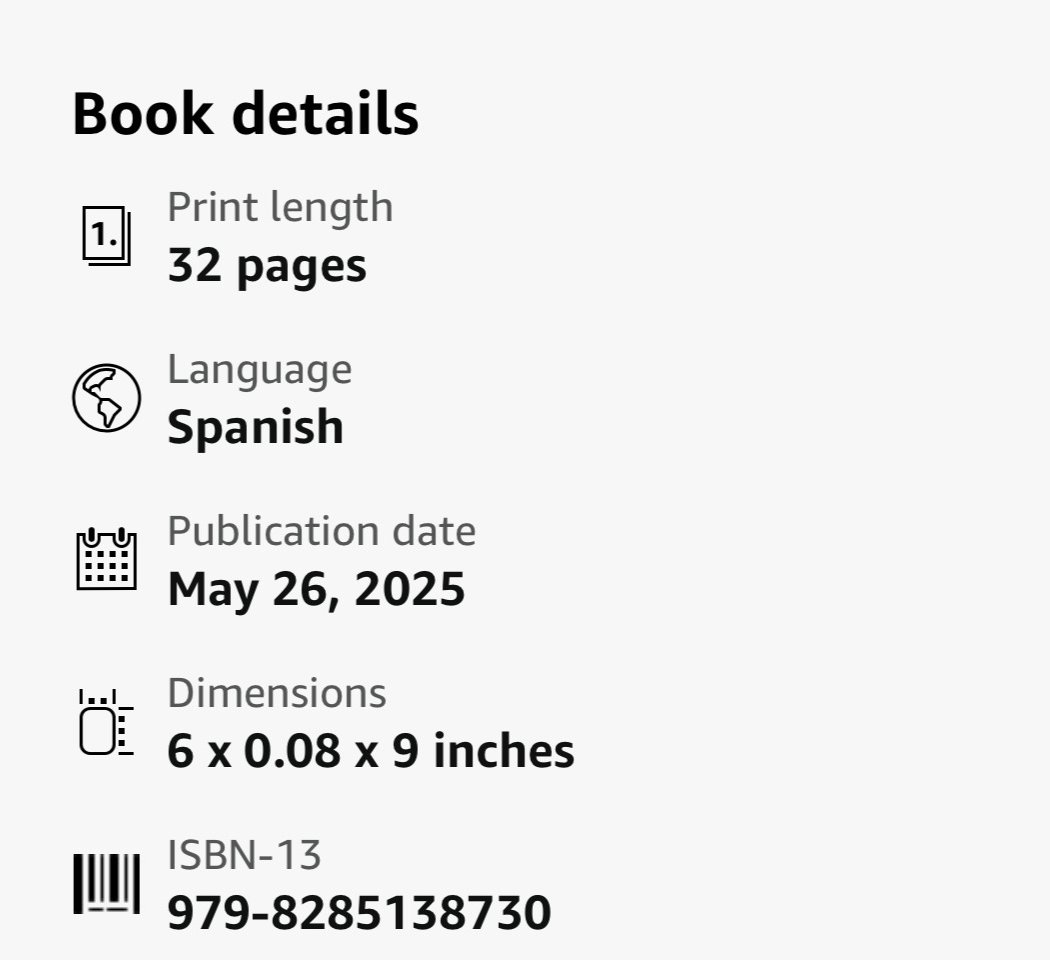 Book details
Print length
1.
32 pages
Language
Spanish
Publication date
May 26, 2025
Dimensions
6 x 0.08 x 9 inches
ISBN-13
979-8285138730